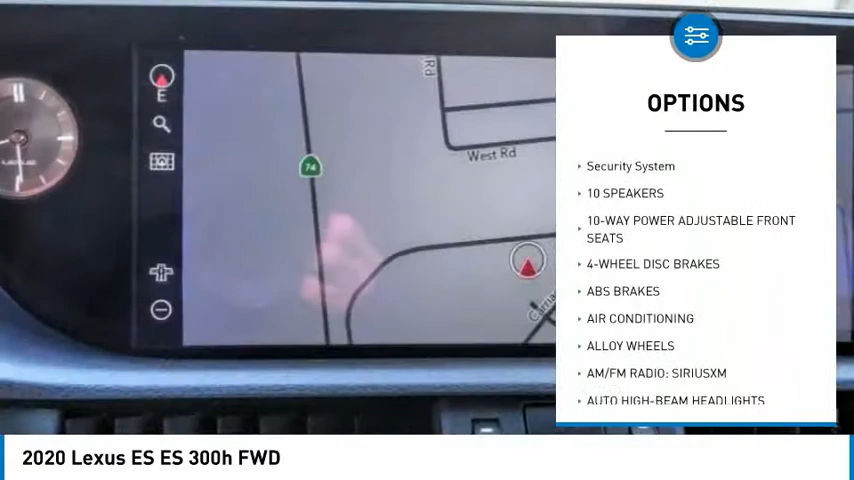 E
LEXUS
74
Rd
West Rd
OPTIONS
Security System
10 SPEAKERS
10-WAY POWER ADJUSTABLE FRONT
SEATS
4-WHEEL DISC BRAKES
ABS BRAKES
AIR CONDITIONING
ALLOY WHEELS
AM/FM RADIO: SIRIUSXM
AUTO HIGH-BEAM HEADLIGHTS
2020 Lexus ES ES 300h FWD